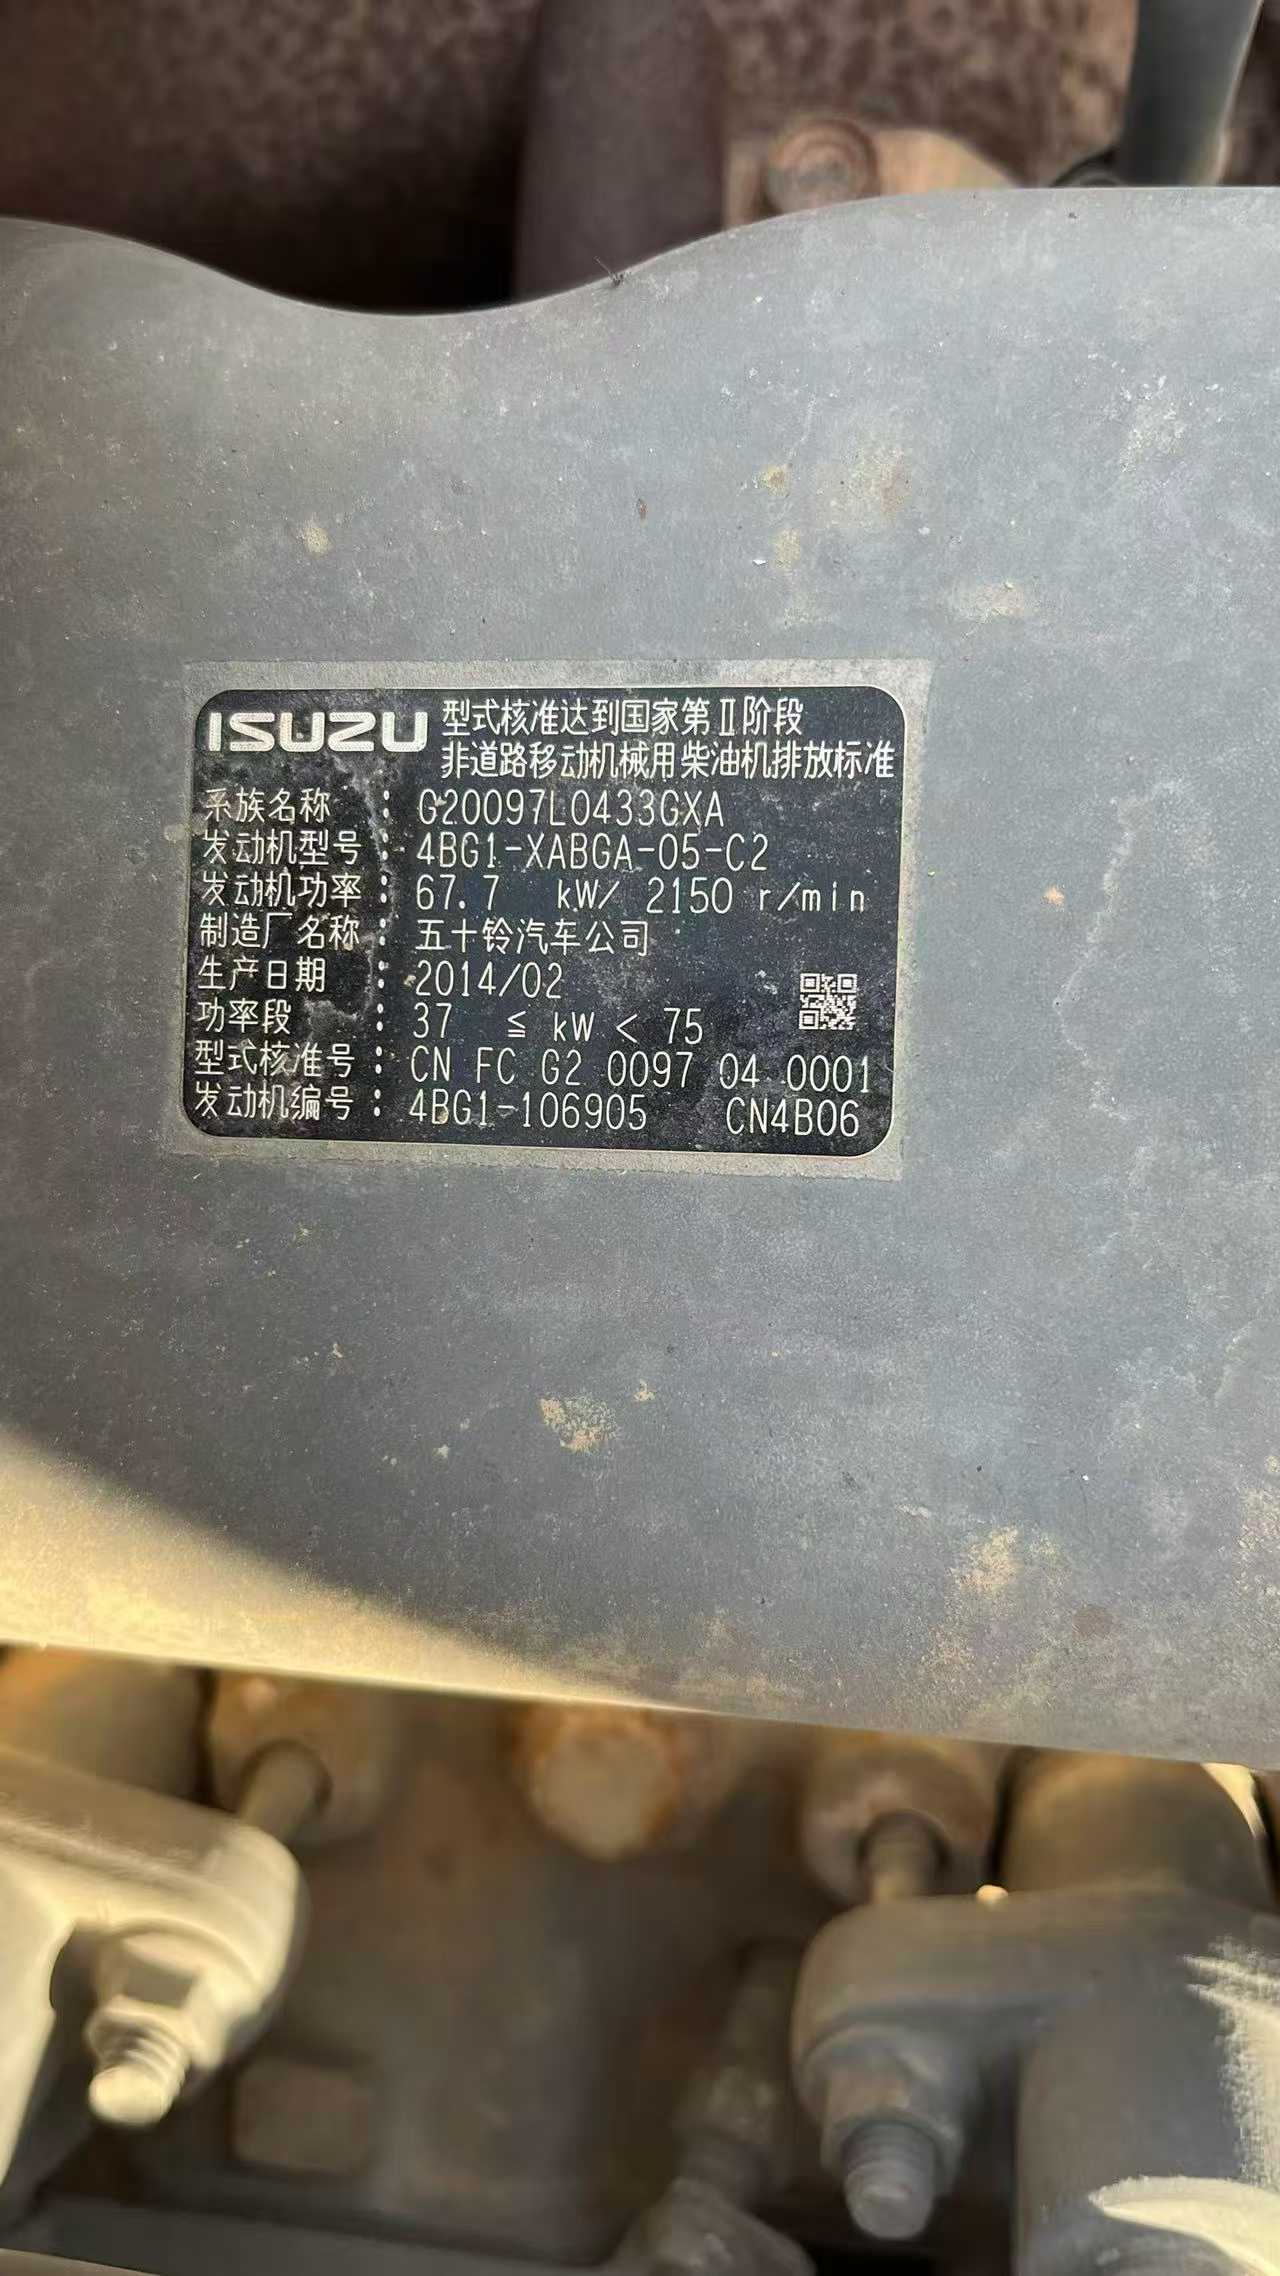 ISUZU 型式核准达到国家第Ⅱ阶段
非道路移动机械用柴油机排放标准
系族名称 : G20097L0433GXA
发动机型号 : 4BG1-XABGA-05-C2
发动机功率 : 67.7 kW/ 2150 r/min
制造厂名称 : 五十铃汽车公司
生产日期 : 2014/02
功率段 : 37 ≦ kW < 75
型式核准号 : CN FC G2 0097 04 0001
发动机编号 : 4BG1-106905 CN4B06